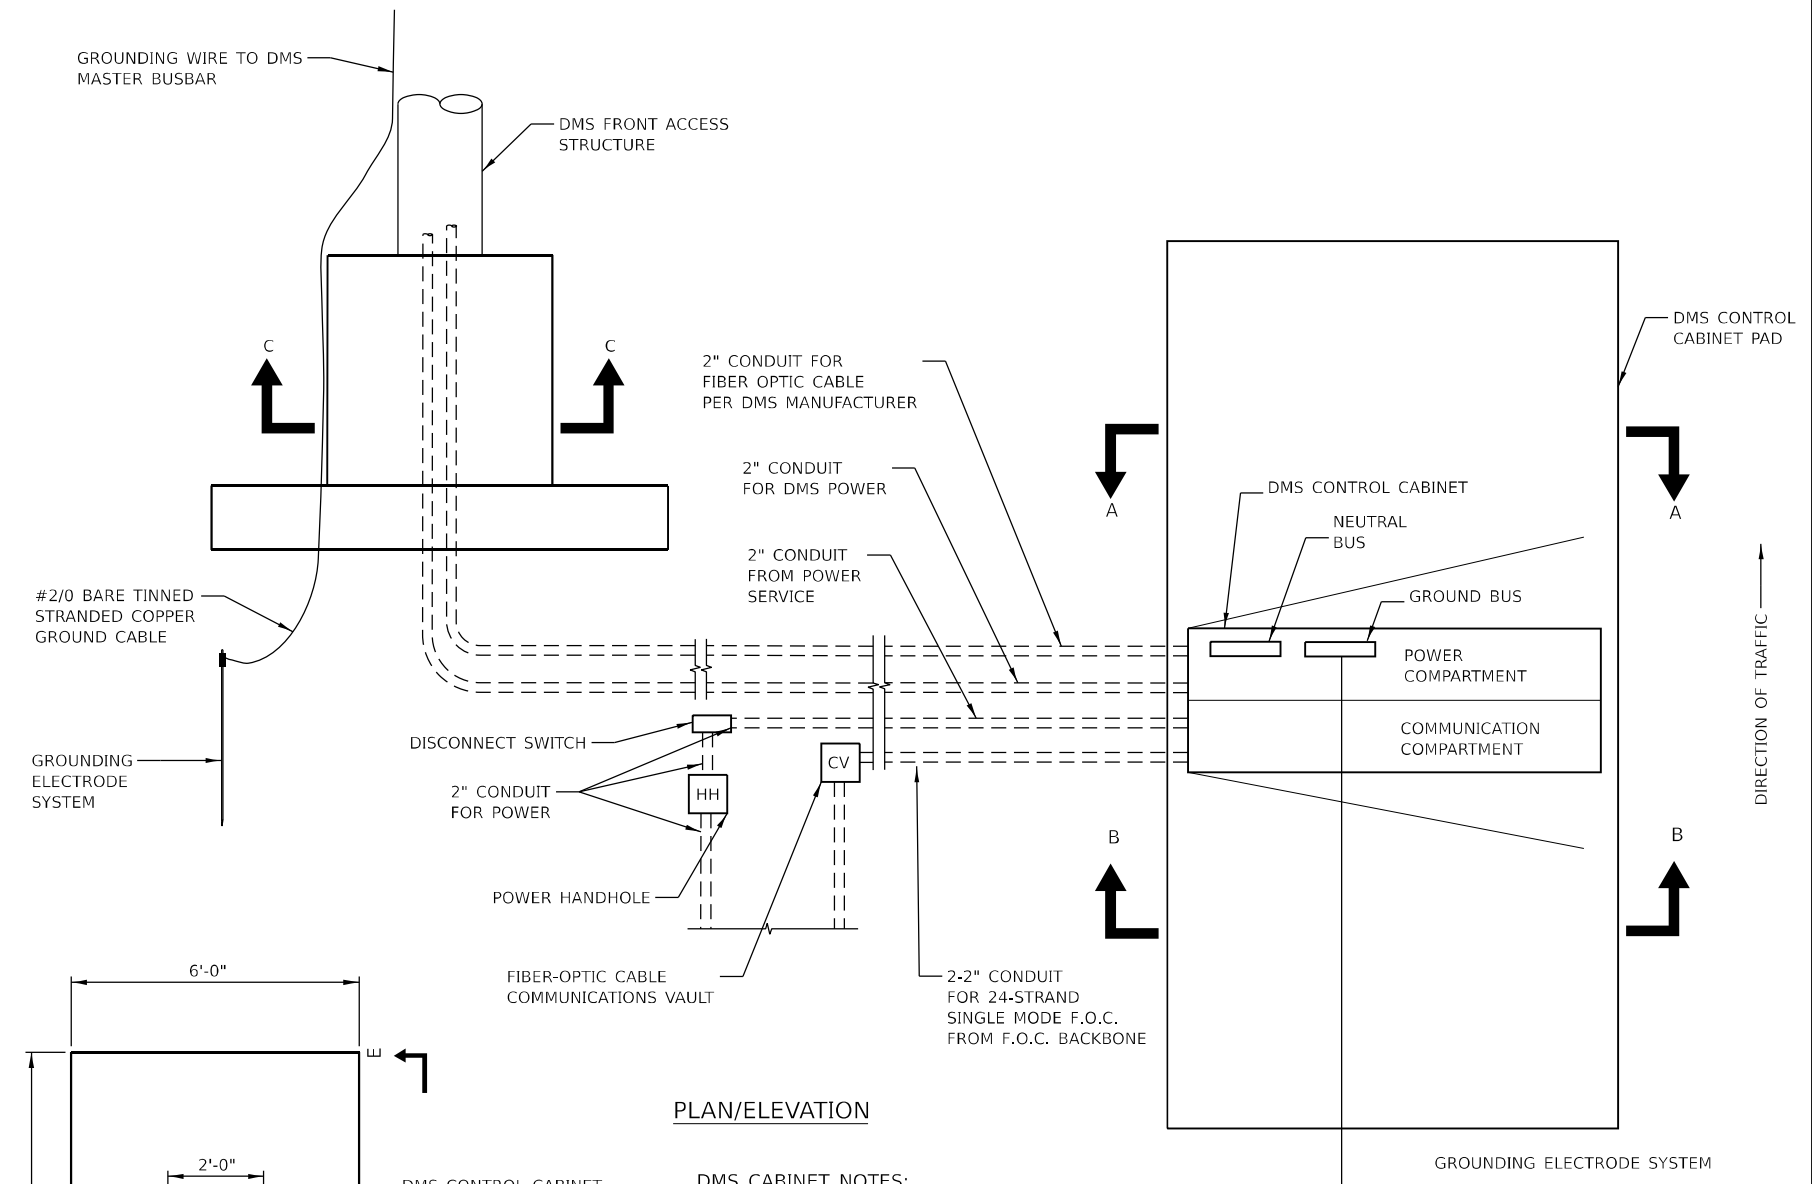 GROUNDING WIRE TO DMS
MASTER BUSBAR
DMS FRONT ACCESS
STRUCTURE
C
C
2" CONDUIT FOR
FIBER OPTIC CABLE
PER DMS MANUFACTURER
DMS CONTROL
CABINET PAD
2" CONDUIT
FOR DMS POWER
A
A
DMS CONTROL CABINET
NEUTRAL
BUS
2" CONDUIT
FROM POWER
SERVICE
GROUND BUS
#2/0 BARE TINNED
STRANDED COPPER
GROUND CABLE
POWER
COMPARTMENT
COMMUNICATION
COMPARTMENT
DIRECTION OF TRAFFIC
DISCONNECT SWITCH
CV
GROUNDING
ELECTRODE
SYSTEM
2" CONDUIT
FOR POWER
HH
B
B
POWER HANDHOLE
FIBER-OPTIC CABLE
COMMUNICATIONS VAULT
2-2" CONDUIT
FOR 24-STRAND
SINGLE MODE F.O.C.
FROM F.O.C. BACKBONE
6'-0"
E
PLAN/ELEVATION
2'-0"
GROUNDING ELECTRODE SYSTEM
DMS CONTROL CABINET
DMS CABINET NOTES: